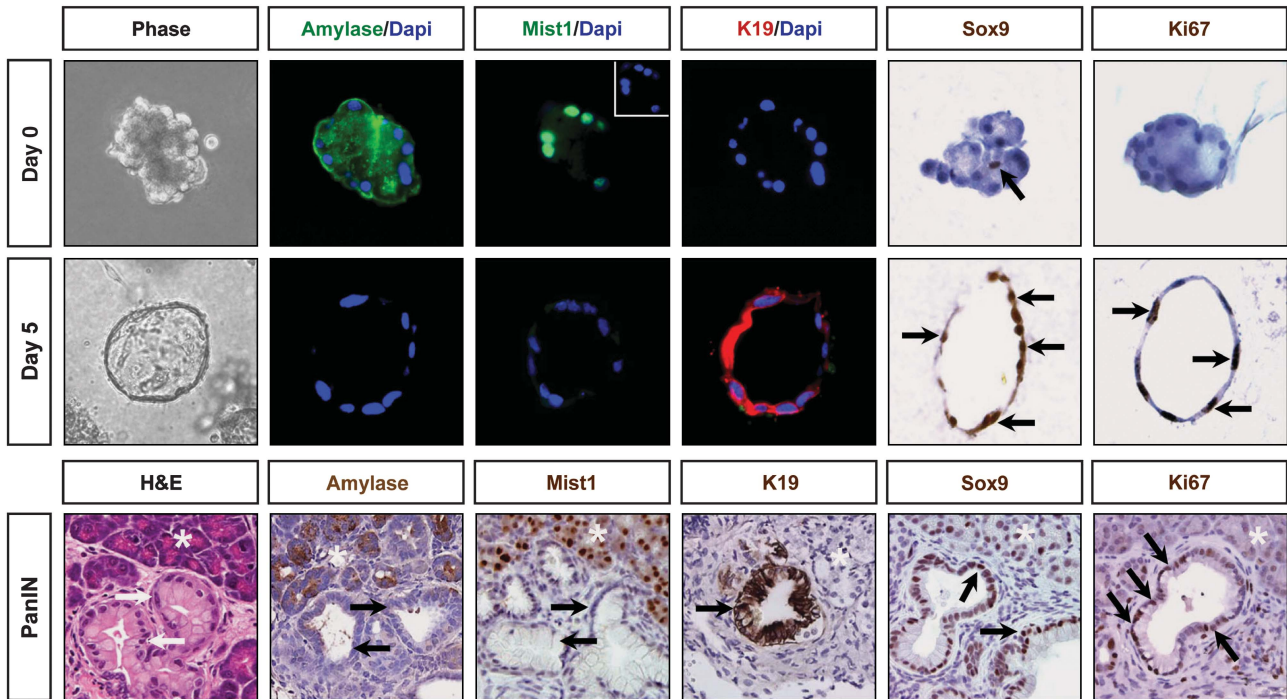 Phase
Amylase/Dapi
Mist1/Dapi
K19/Dapi
Sox9
Ki67
Day 0
Day 5
H&E
Amylase
Mist1
K19
Sox9
Ki67
PanIN